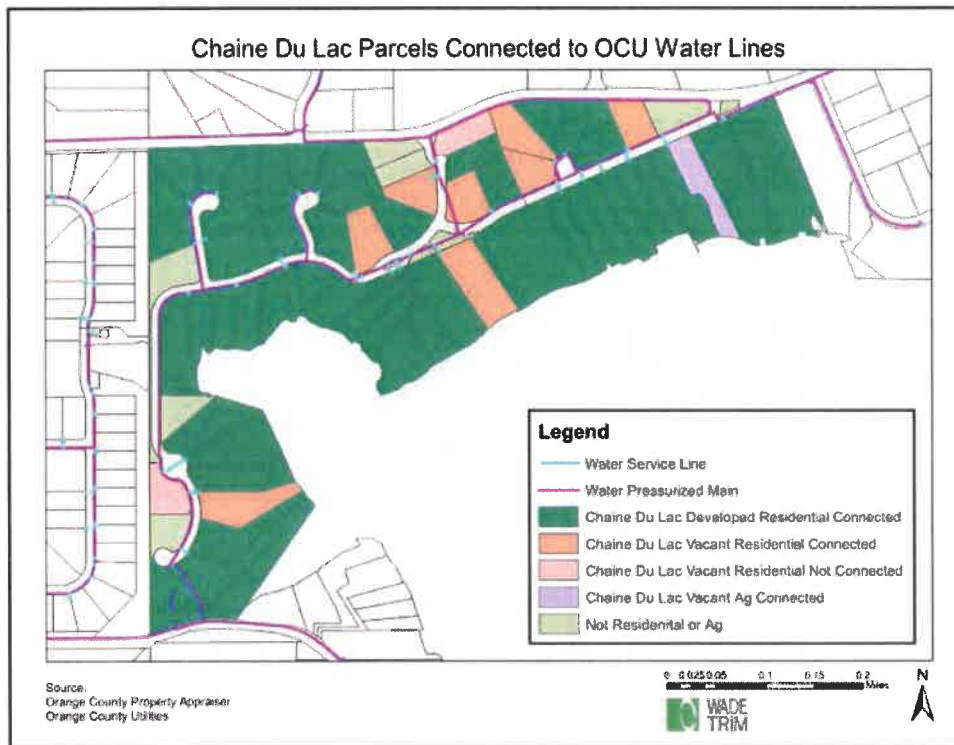 Chaine Du Lac Parcels Connected to OCU Water Lines
Legend
Water Service Line
Water Pressurized Main
Chaine Du Lac Developed Residential Connected
Chaine Du Lac Vacant Residential Connected
Chaine Du Lac Vacant Residential Not Connected
Chaine Du Lac Vacant Ag Connected
Not Residential or Ag
Source:
Orange County Property Appraiser
Orange County Utilities
0 0.025 0.05 0.1 0.15 0.2
Miles
N
WADE
TRIM